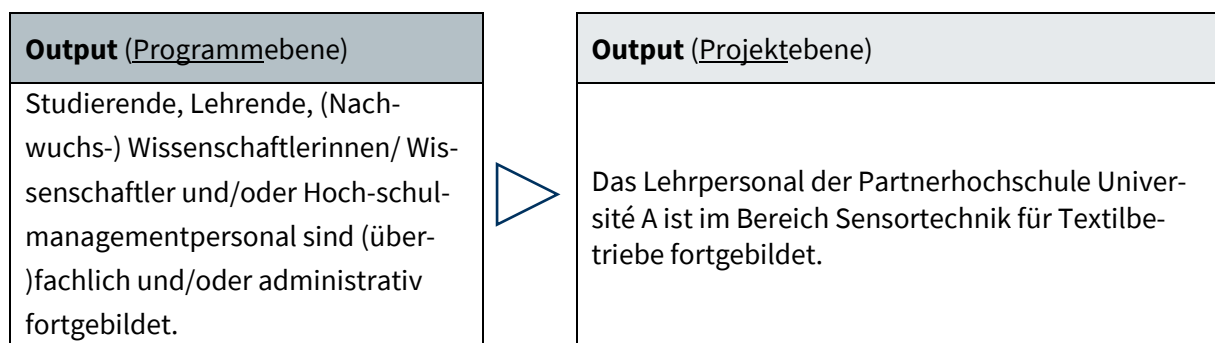 Output (Programmebene)
Studierende, Lehrende, (Nach-
wuchs-) Wissenschaftlerinnen/ Wis-
senschaftler und/oder Hoch-schul-
managementpersonal sind (über-
)fachlich und/oder administrativ
fortgebildet.
Output (Projektebene)
Das Lehrpersonal der Partnerhochschule Univer-
sité A ist im Bereich Sensortechnik für Textilbe-
triebe fortgebildet.